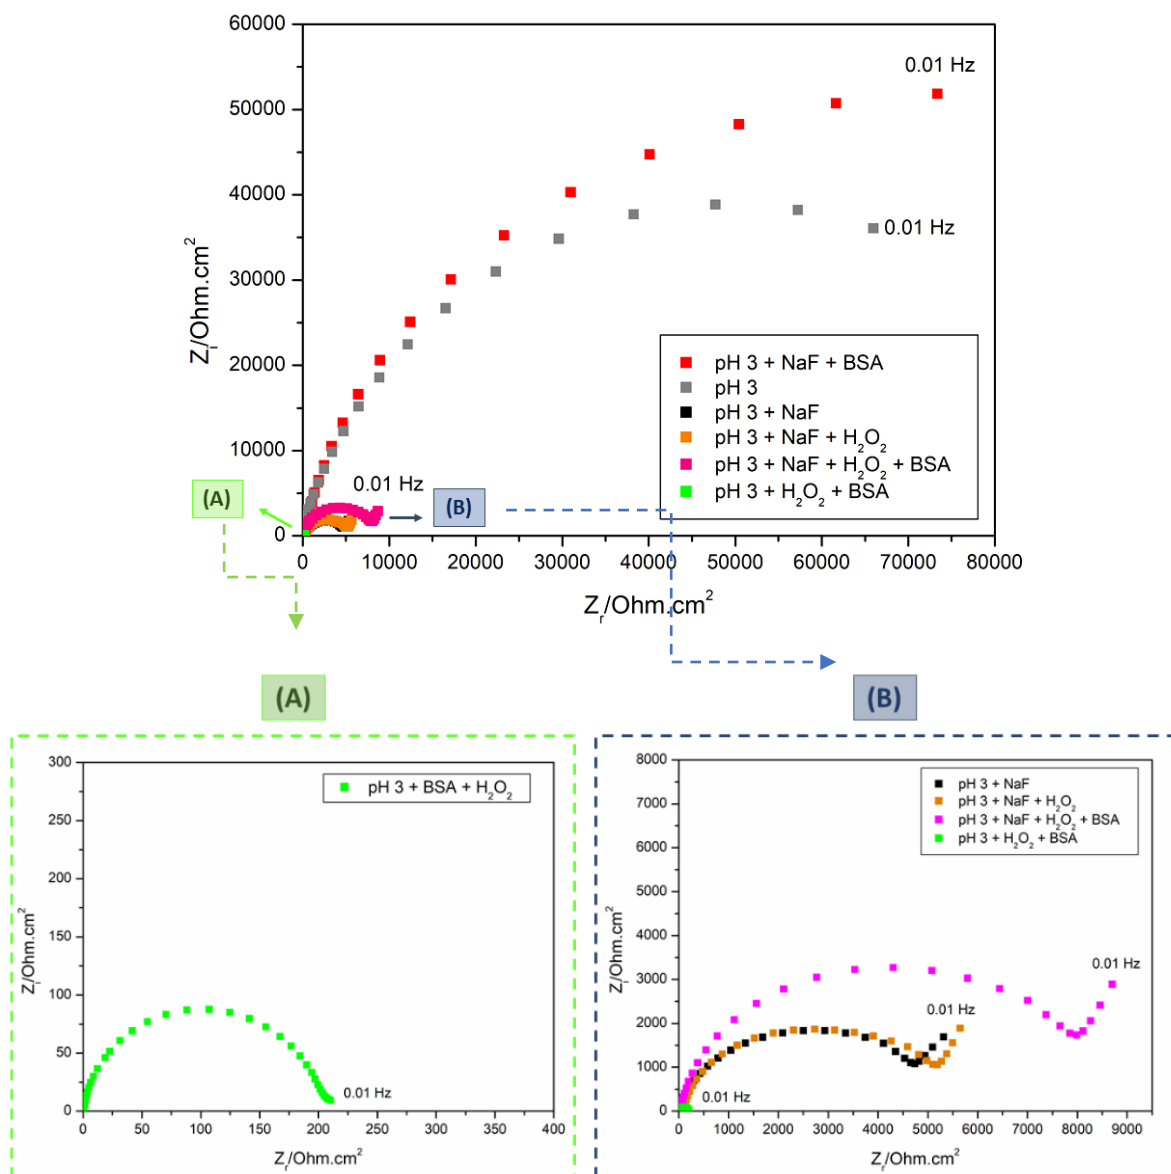 60000
50000
40000
30000
20000
10000
0
Zᵢ/Ohm.cm²
0.01 Hz
0.01 Hz
pH 3 + NaF + BSA
pH 3
pH 3 + NaF
pH 3 + NaF + H₂O₂
pH 3 + NaF + H₂O₂ + BSA
pH 3 + H₂O₂ + BSA
0.01 Hz
(A)
(B)
0 10000 20000 30000 40000 50000 60000 70000 80000
Zᵣ/Ohm.cm²
(A)
(B)
300
250
200
150
100
50
0
Zᵢ/Ohm.cm²
pH 3 + BSA + H₂O₂
0.01 Hz
0 50 100 150 200 250 300 350 400
Zᵣ/Ohm.cm²
8000
7000
6000
5000
4000
3000
2000
1000
0
Zᵢ/Ohm.cm²
pH 3 + NaF
pH 3 + NaF + H₂O₂
pH 3 + NaF + H₂O₂ + BSA
pH 3 + H₂O₂ + BSA
0.01 Hz
0.01 Hz
0.01 Hz
0 1000 2000 3000 4000 5000 6000 7000 8000 9000
Zᵣ/Ohm.cm²